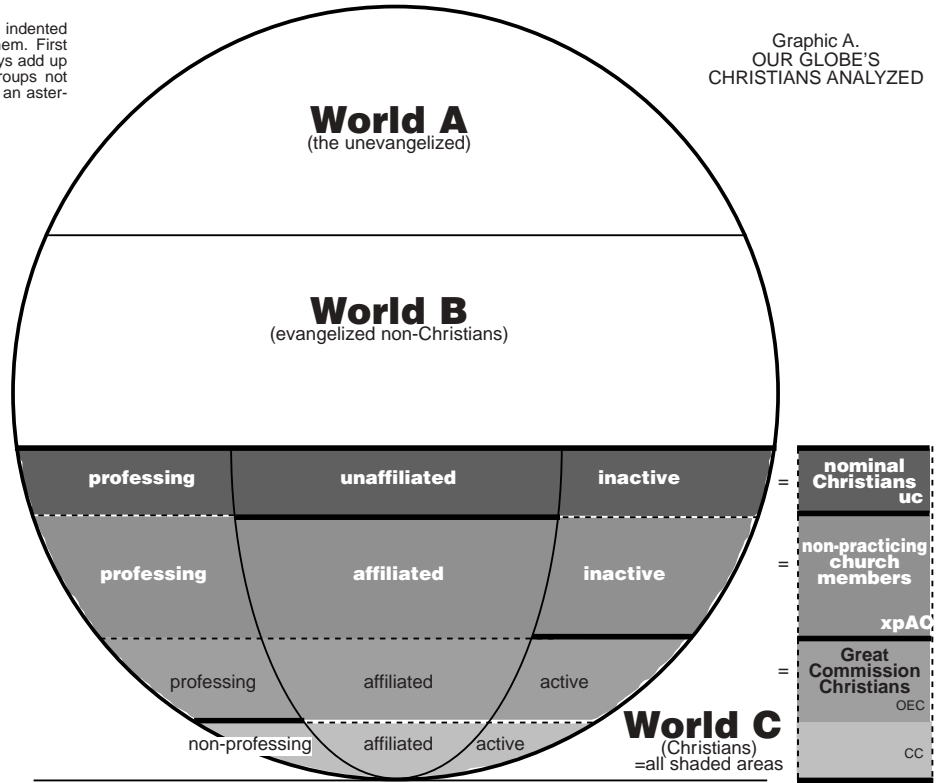 indented
em. First
ys add up
roups not
an aster-
Graphic A.
OUR GLOBE'S
CHRISTIANS ANALYZED
World A
(the unevangelized)
World B
(evangelized non-Christians)
professing unaffiliated inactive = nominal Christians uc
professing affiliated inactive = non-practicing church members xpAC
professing affiliated active = Great Commission Christians OEC
non-professing affiliated active CC
World C
(Christians)
=all shaded areas